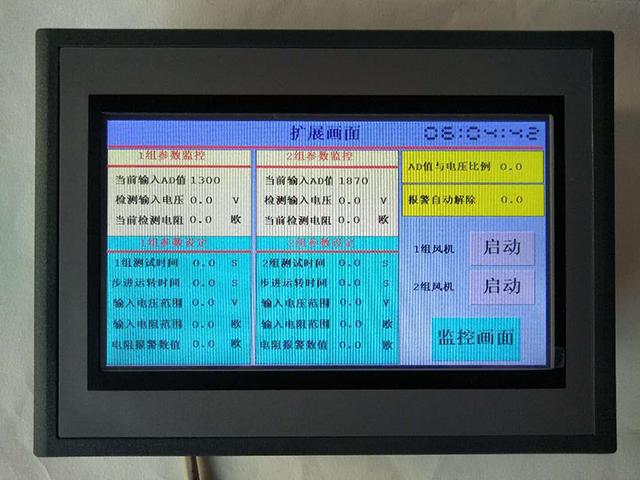 扩展画面 06:04:42
1组参数监控
当前输入AD值 1300
检测输入电压 0.0 V
当前检测电阻 0.0 欧
2组参数监控
当前输入AD值 1870
检测输入电压 0.0 V
当前检测电阻 0.0 欧
AD值与电压比例 0.0
报警自动解除 0.0
1组参数设定
1组测试时间 0.0 S
步进运转时间 0.0 S
输入电压范围 0.0 V
输入电阻范围 0.0 欧
电阻报警数值 0.0 欧
2组参数设定
2组测试时间 0.0 S
步进运转时间 0.0 S
输入电压范围 0.0 V
输入电阻范围 0.0 欧
电阻报警数值 0.0 欧
1组风机 启动
2组风机 启动
监控画面